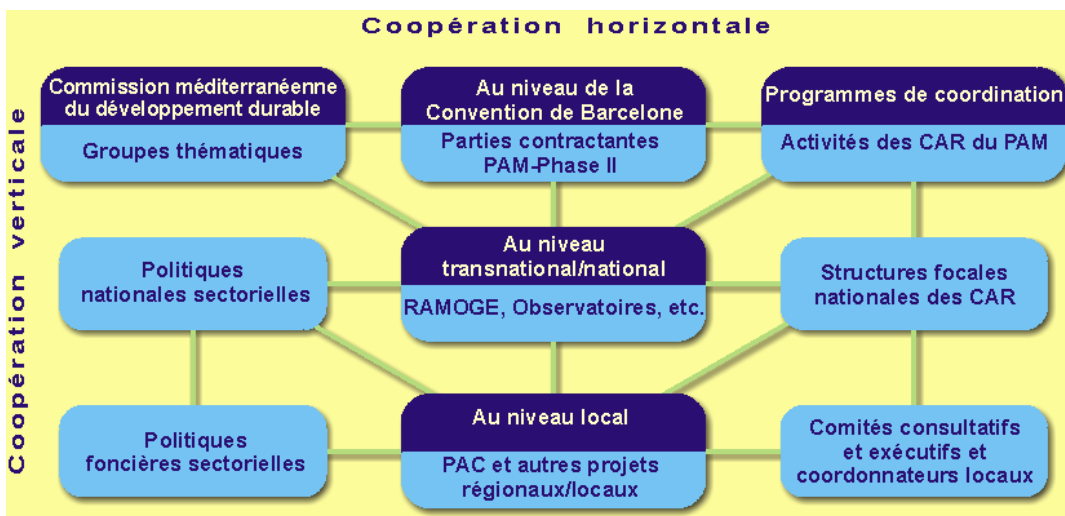 Coopération horizontale
Coopération verticale
Commission méditerranéenne
du développement durable
Groupes thématiques
Au niveau de la
Convention de Barcelone
Parties contractantes
PAM-Phase II
Programmes de coordination
Activités des CAR du PAM
Politiques
nationales sectorielles
Au niveau
transnational/national
RAMOGE, Observatoires, etc.
Structures focales
nationales des CAR
Politiques
foncières sectorielles
Au niveau local
PAC et autres projets
régionaux/locaux
Comités consultatifs
et exécutifs et
coordonnateurs locaux